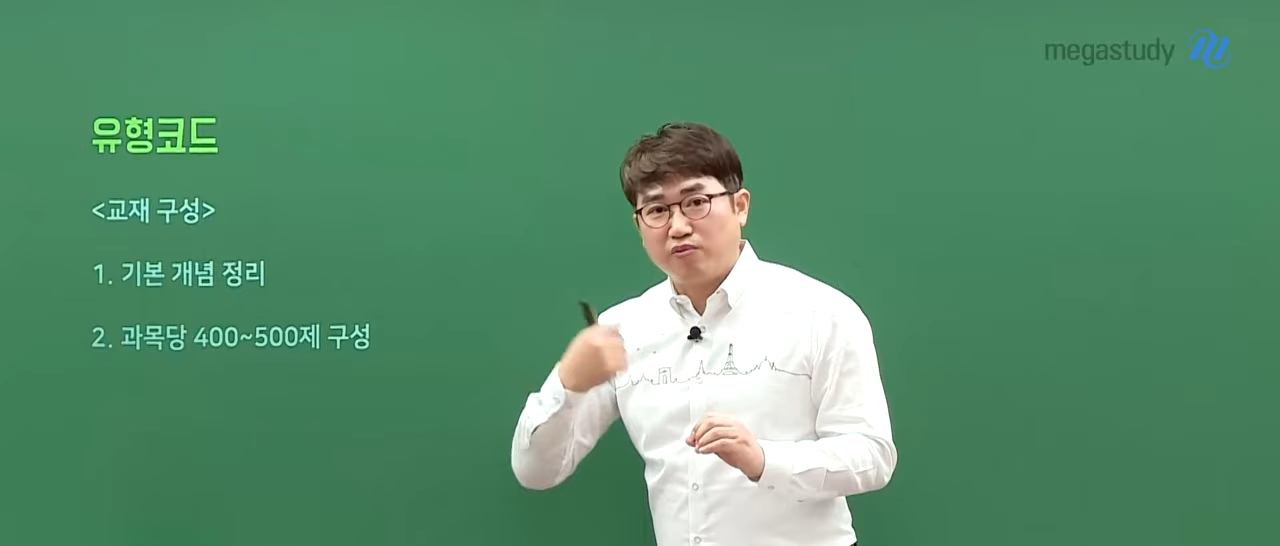 megastudy
유형코드
<교재 구성>
1. 기본 개념 정리
2. 과목당 400~500제 구성